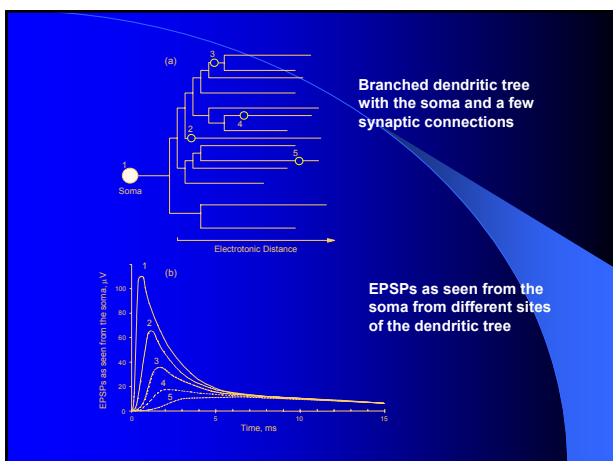 3
(a)
4
2
5
1
Soma
Electrotonic Distance
Branched dendritic tree
with the soma and a few
synaptic connections
1
(b)
100
80
2
60
40
3
20
4
5
0
0
5
10
15
EPSPs as seen from the soma, µV
Time, ms
EPSPs as seen from the
soma from different sites
of the dendritic tree